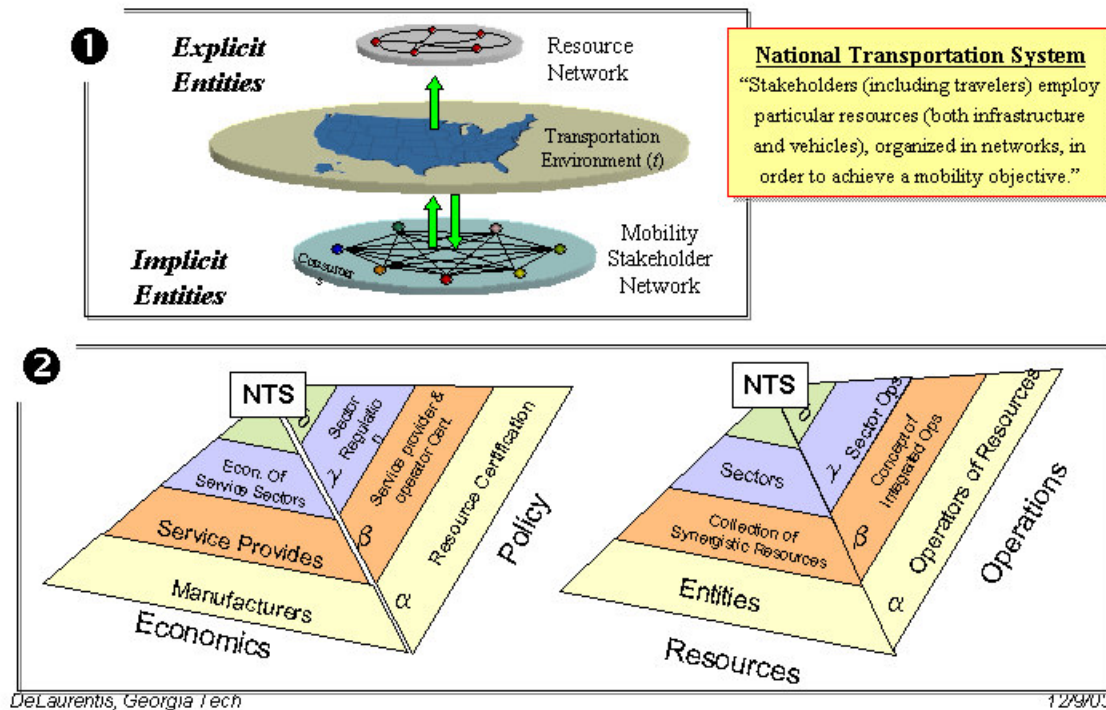 1
Explicit
Entities
Resource
Network
Transportation
Environment (t)
Implicit
Entities
Consumer
s
Mobility
Stakeholder
Network
National Transportation System
“Stakeholders (including travelers) employ
particular resources (both infrastructure
and vehicles), organized in networks, in
order to achieve a mobility objective.”
2
NTS
δ
Sector
Regulatio
n
γ
Service provider &
operator Cert.
β
Resource Certification
α
Policy
Econ. Of
Service Sectors
Service Provides
Manufacturers
Economics
NTS
δ
Sector Ops
γ
Concept of
Integrated Ops
β
Operators of Resources
α
Operations
Sectors
Collection of
Synergistic Resources
Entities
Resources
DeLaurentis, Georgia Tech